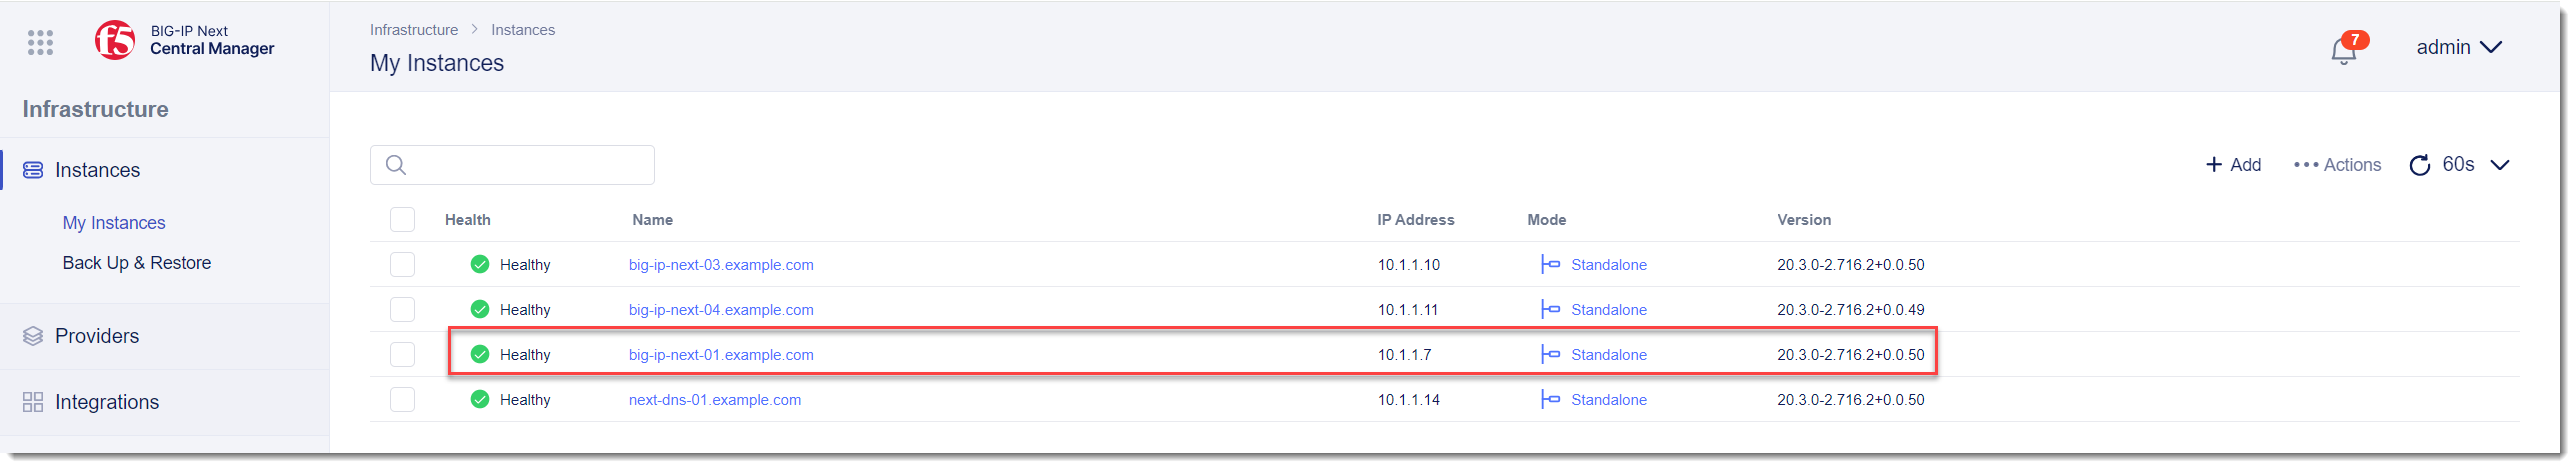 f5
BIG-IP Next
Central Manager
Infrastructure
Instances
My Instances
Back Up & Restore
Providers
Integrations
Infrastructure > Instances
My Instances
7
admin
+ Add
••• Actions
60s
Health Name IP Address Mode Version
Healthy big-ip-next-03.example.com 10.1.1.10 Standalone 20.3.0-2.716.2+0.0.50
Healthy big-ip-next-04.example.com 10.1.1.11 Standalone 20.3.0-2.716.2+0.0.49
Healthy big-ip-next-01.example.com 10.1.1.7 Standalone 20.3.0-2.716.2+0.0.50
Healthy next-dns-01.example.com 10.1.1.14 Standalone 20.3.0-2.716.2+0.0.50